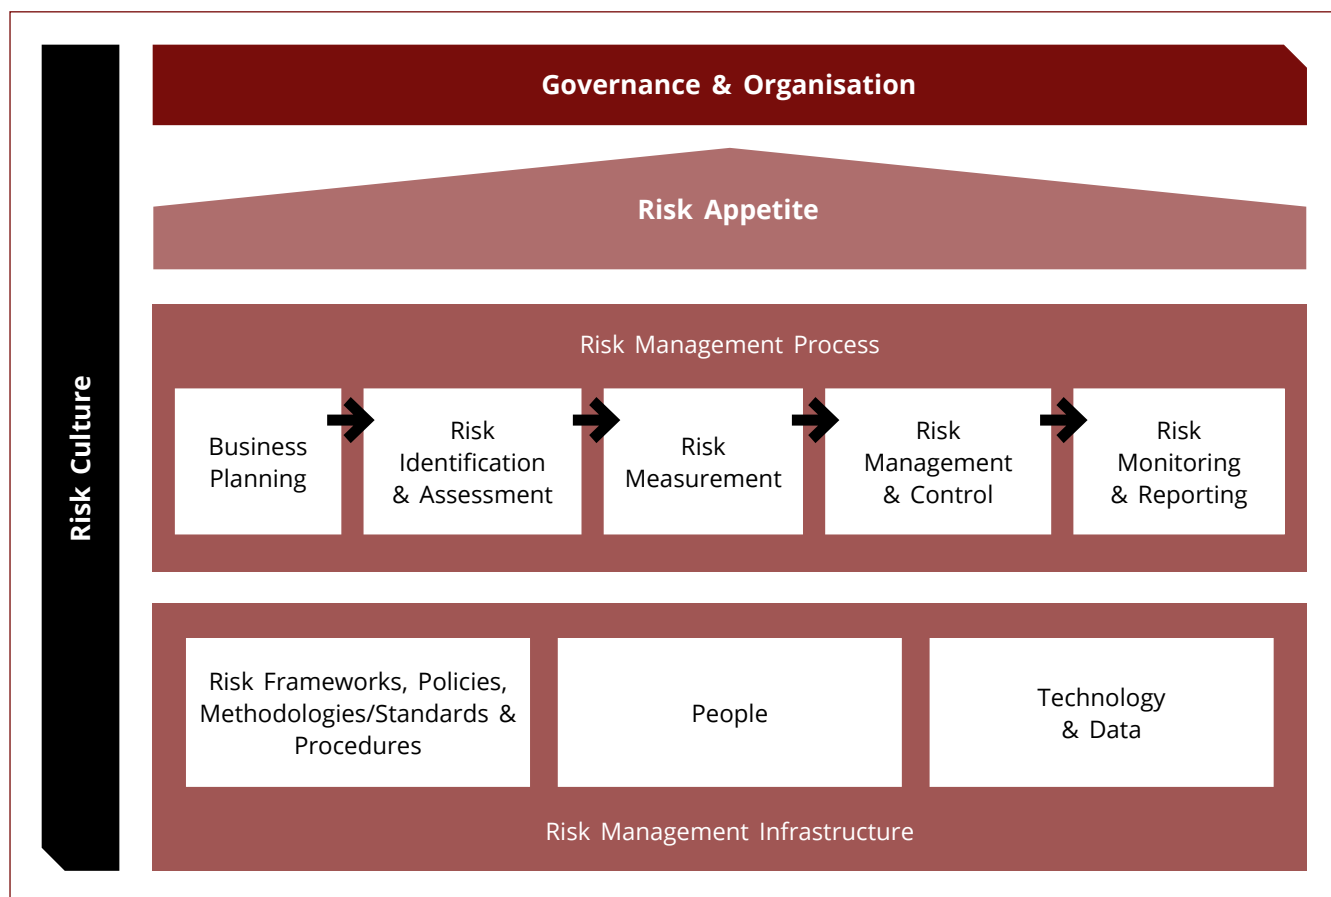 Governance & Organisation
Risk Appetite
Risk Culture
Risk Management Process
Business
Planning
Risk
Identification
& Assessment
Risk
Measurement
Risk
Management
& Control
Risk
Monitoring
& Reporting
Risk Frameworks, Policies,
Methodologies/Standards &
Procedures
People
Technology
& Data
Risk Management Infrastructure